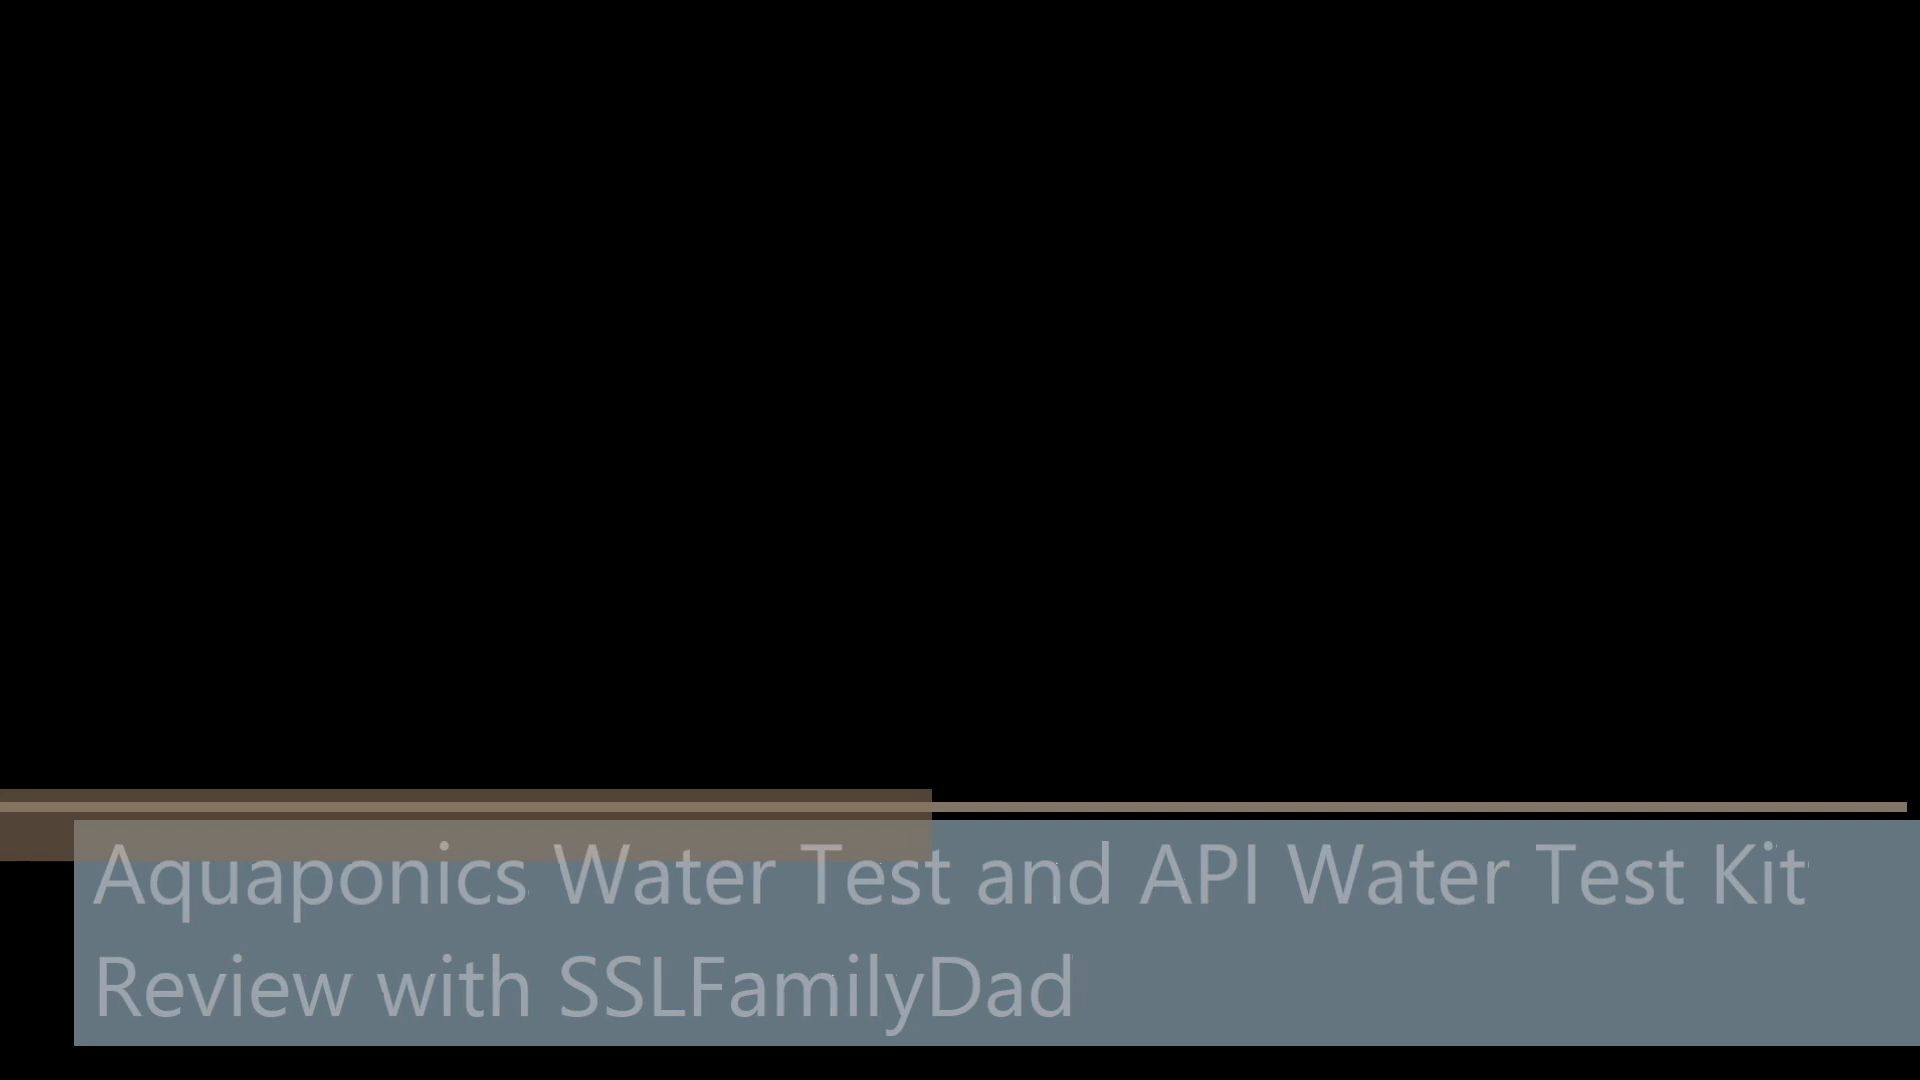 Aquaponics Water Test and API Water Test Kit
Review with SSLFamilyDad